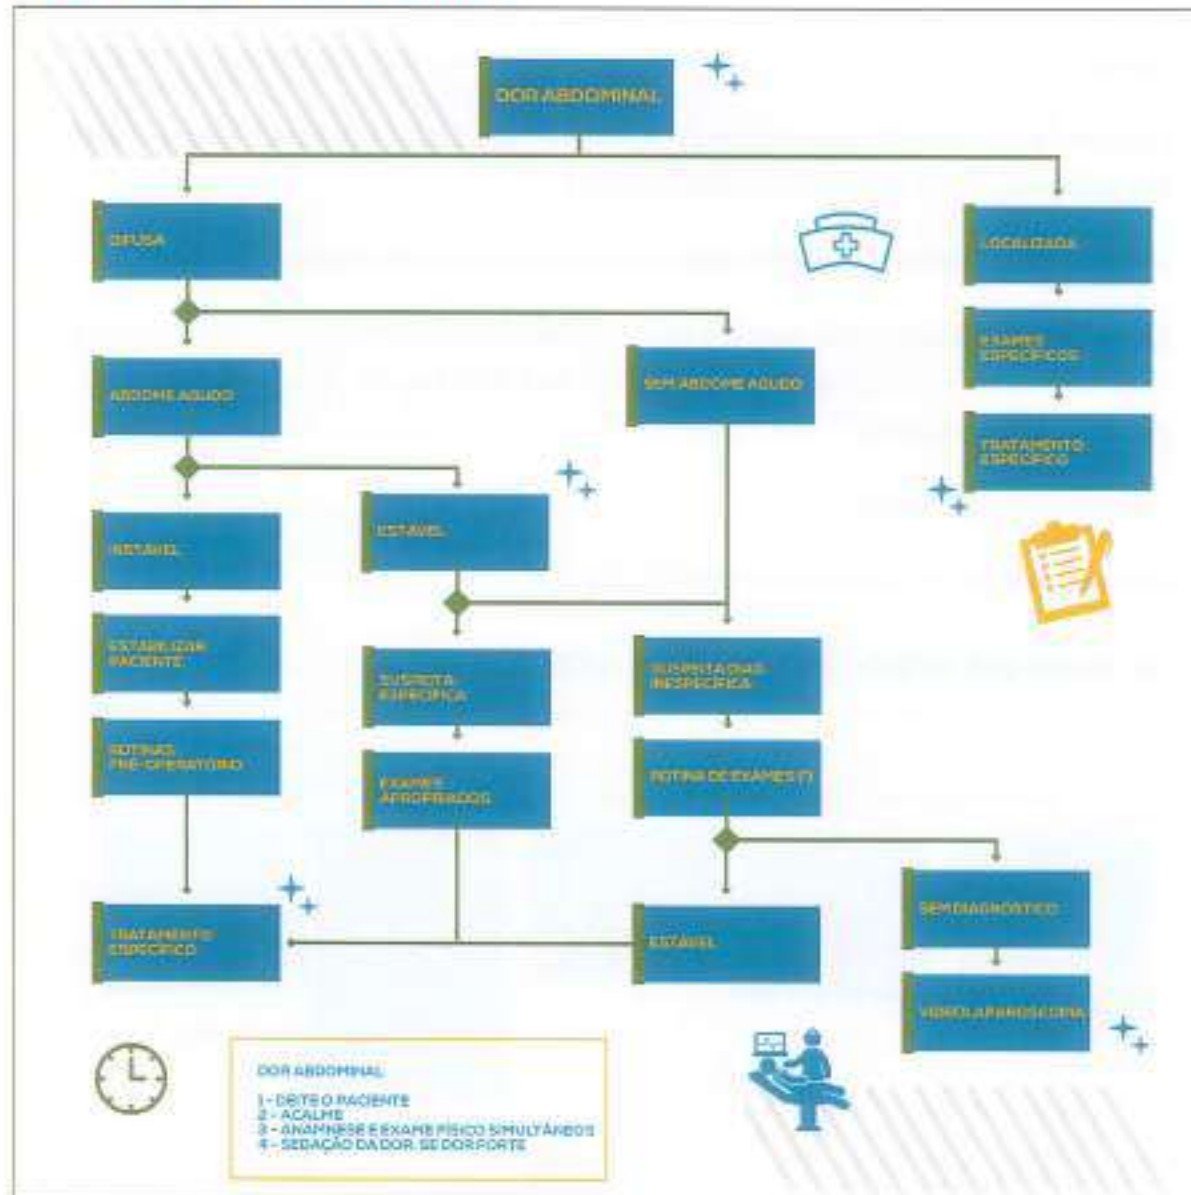 DOR ABDOMINAL
DIFUSA
LOCALIZADA
EXAMES
ESPECÍFICOS
TRATAMENTO
ESPECÍFICO
ABDOME AGUDO
SEM ABDOME AGUDO
INSTÁVEL
ESTÁVEL
ESTABILIZAR
PACIENTE
SUSPEITA
ESPECÍFICA
SUSPEITA DIAG
INESPECÍFICA
ROTINAS
PRÉ-OPERATÓRIO
EXAMES
APROPRIADOS
ROTINA DE EXAMES (*)
TRATAMENTO
ESPECÍFICO
ESTÁVEL
SEM DIAGNÓSTICO
VIDEOLAPAROSCOPIA
DOR ABDOMINAL
1 - DEITE O PACIENTE
2 - ACALME
3 - ANAMNESE E EXAME FÍSICO SIMULTÂNEOS
4 - SEDAÇÃO DA DOR. SE DOR FORTE